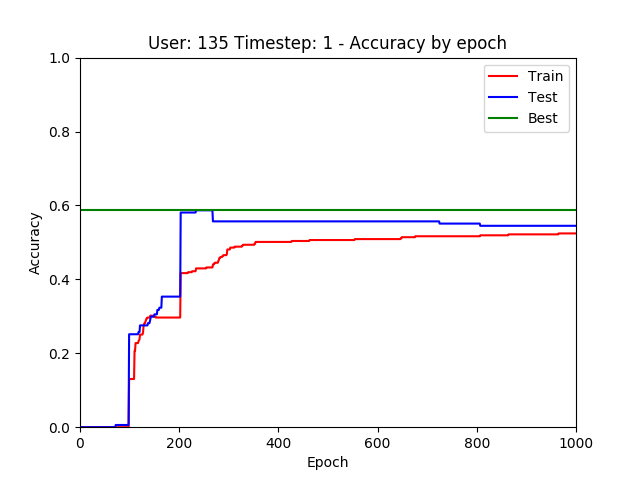 User: 135 Timestep: 1 - Accuracy by epoch
1.0
0.8
0.6
0.4
0.2
0.0
Accuracy
Train
Test
Best
0 200 400 600 800 1000
Epoch